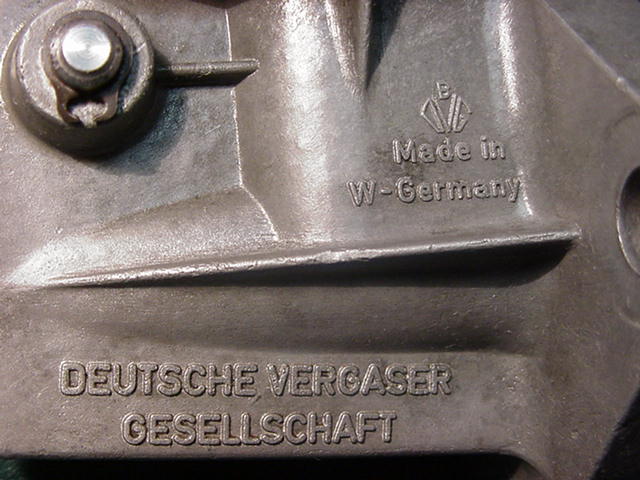 Made in
W-Germany
DEUTSCHE VERGASER
GESELLSCHAFT